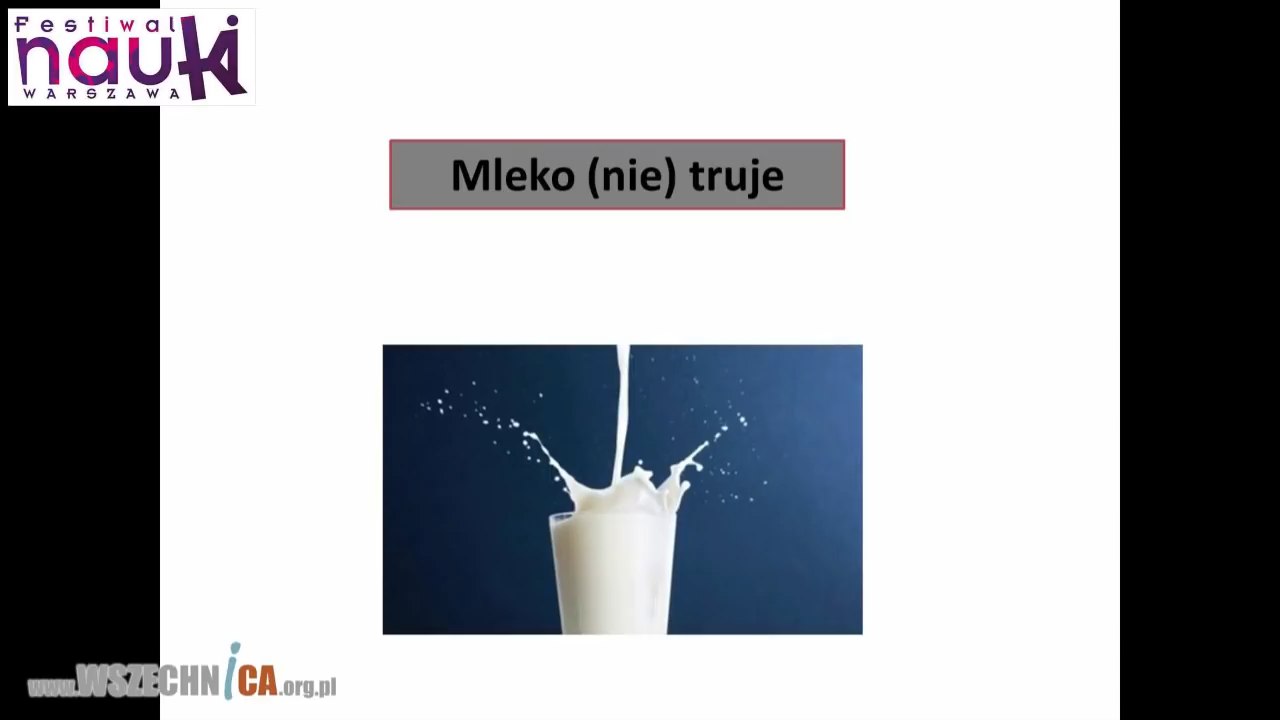 Festiwal
nauki
WARSZAWA
Mleko (nie) truje
www.WSZECHNiCA.org.pl